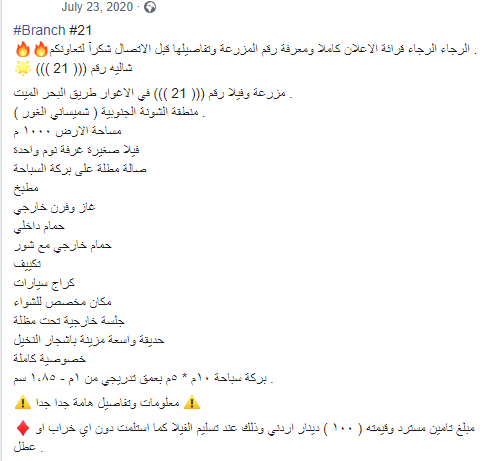 July 23, 2020 ·
#Branch #21
🔥🔥الرجاء الرجاء قرائة الاعلان كاملا ومعرفة رقم المزرعة وتفاصيلها قبل الاتصال شكراً لتعاونكم .
🌟 شاليه رقم ((( 21 )))
مزرعة وفيلا رقم ((( 21 ))) في الاغوار طريق البحر الميت .
منطقة الشونة الجنوبية ( شميساني الغور ) .
مساحة الارض ١٠٠٠ م
فيلا صغيرة غرفة نوم واحدة
صالة مطلة على بركة السباحة
مطبخ
غاز وفرن خارجي
حمام داخلي
حمام خارجي مع شور
تكييف
كراج سيارات
مكان مخصص للشواء
جلسة خارجية تحت مظلة
حديقة واسعة مزينة باشجار النخيل
خصوصية كاملة
بركة سباحة ١٠م * ٥م بعمق تدريجي من ١م - ١،٨٥ سم .
⚠️ معلومات وتفاصيل هامة جدا جدا ⚠️
♦️ مبلغ تامين مسترد وقيمته ( ١٠٠ ) دينار اردني وذلك عند تسليم الفيلا كما استلمت دون اي خراب او
عطل .